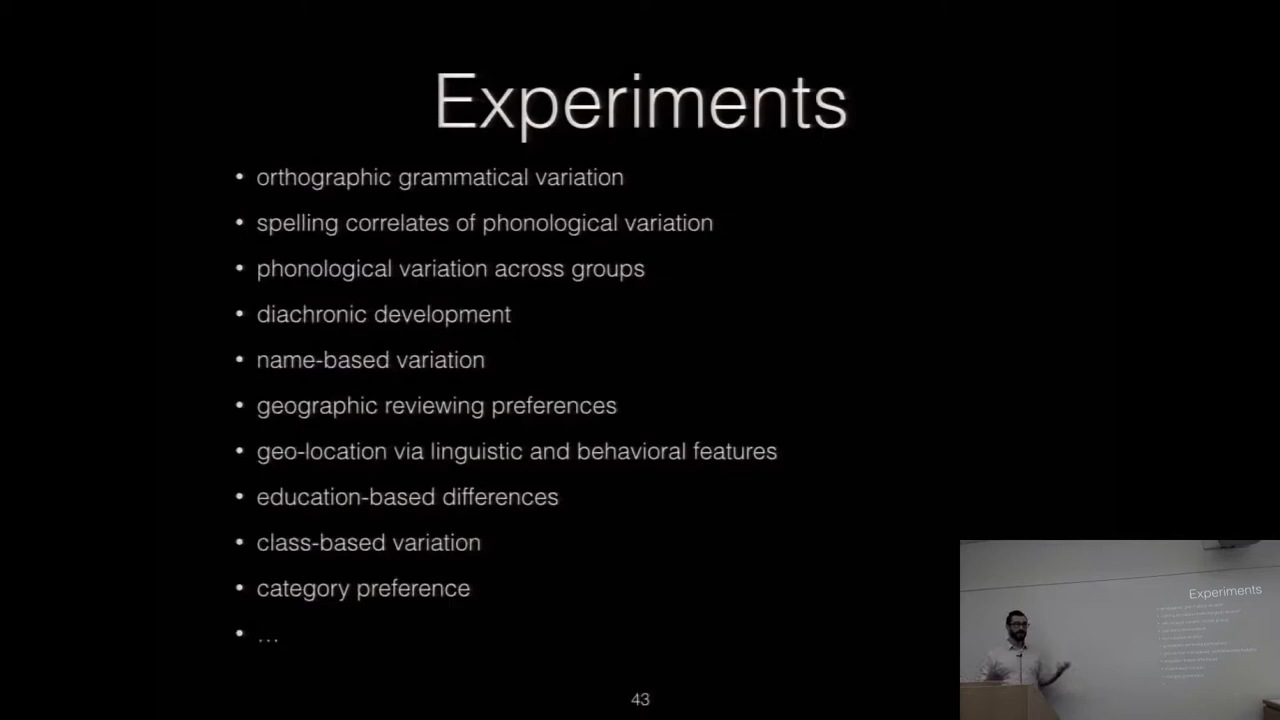 Experiments
• orthographic grammatical variation
• spelling correlates of phonological variation
• phonological variation across groups
• diachronic development
• name-based variation
• geographic reviewing preferences
• geo-location via linguistic and behavioral features
• education-based differences
• class-based variation
• category preference
• ...
43
Experiments